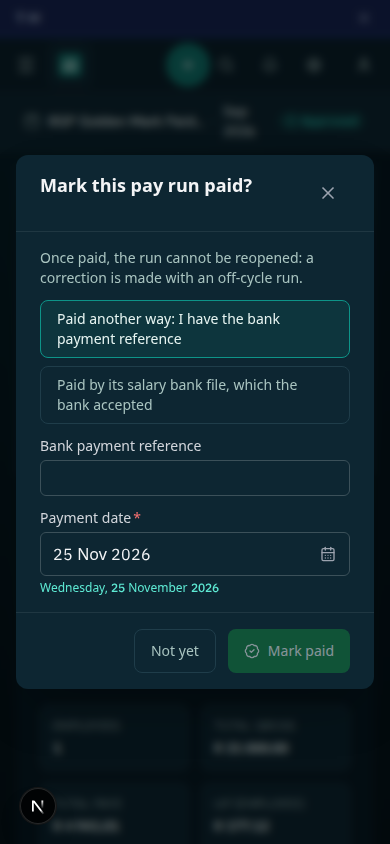 Mark this pay run paid?
Once paid, the run cannot be reopened: a
correction is made with an off-cycle run.
Paid another way: I have the bank
payment reference
Paid by its salary bank file, which the
bank accepted
Bank payment reference
Payment date*
25 Nov 2026
Wednesday, 25 November 2026
Not yet
Mark paid
N